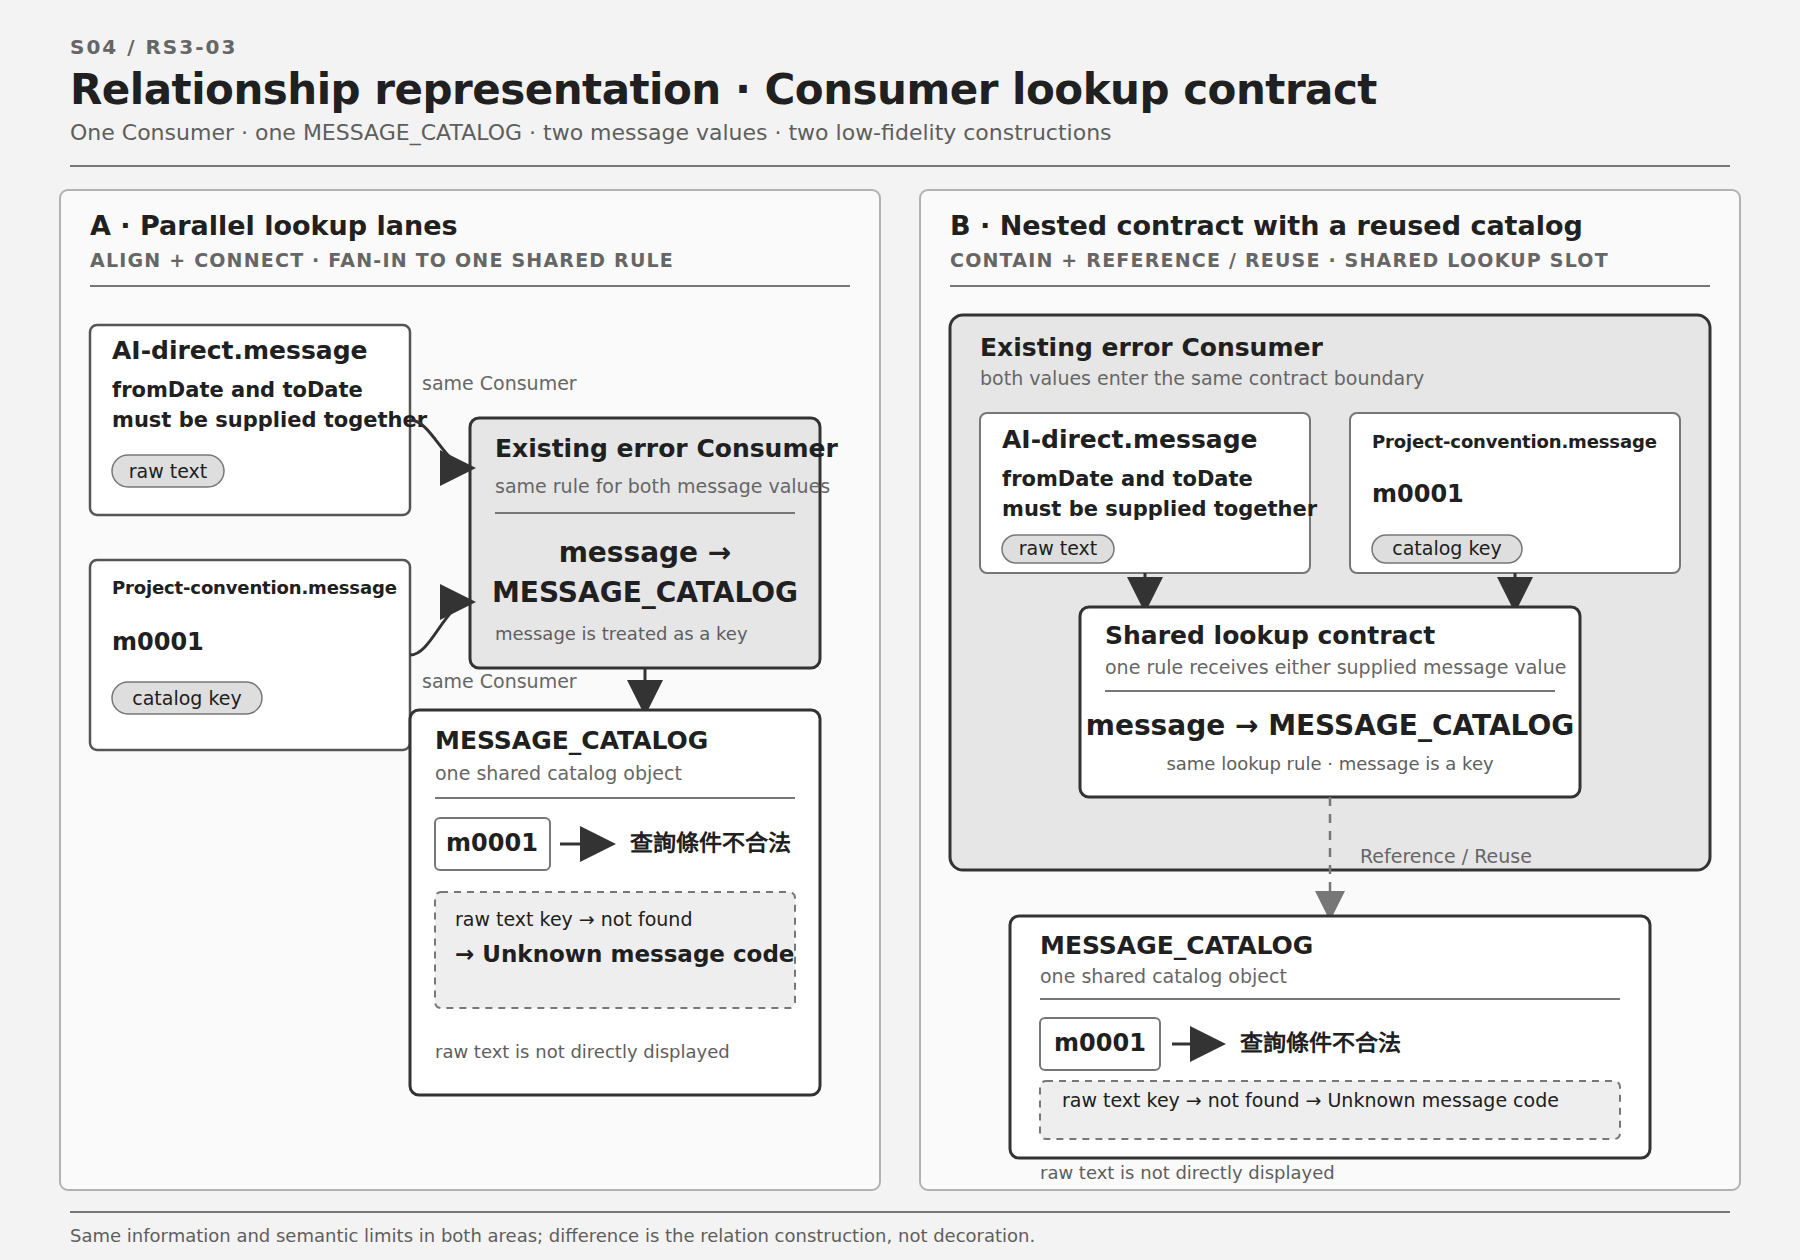 S04 / RS3-03
Relationship representation · Consumer lookup contract
One Consumer · one MESSAGE_CATALOG · two message values · two low-fidelity constructions
A · Parallel lookup lanes
ALIGN + CONNECT · FAN-IN TO ONE SHARED RULE
AI-direct.message
fromDate and toDate
must be supplied together
raw text
same Consumer
Project-convention.message
m0001
catalog key
same Consumer
Existing error Consumer
same rule for both message values
message →
MESSAGE_CATALOG
message is treated as a key
MESSAGE_CATALOG
one shared catalog object
m0001
查詢條件不合法
raw text key → not found
→ Unknown message code
raw text is not directly displayed
B · Nested contract with a reused catalog
CONTAIN + REFERENCE / REUSE · SHARED LOOKUP SLOT
Existing error Consumer
both values enter the same contract boundary
AI-direct.message
fromDate and toDate
must be supplied together
raw text
Project-convention.message
m0001
catalog key
Shared lookup contract
one rule receives either supplied message value
message → MESSAGE_CATALOG
same lookup rule · message is a key
Reference / Reuse
MESSAGE_CATALOG
one shared catalog object
m0001
查詢條件不合法
raw text key → not found → Unknown message code
raw text is not directly displayed
Same information and semantic limits in both areas; difference is the relation construction, not decoration.